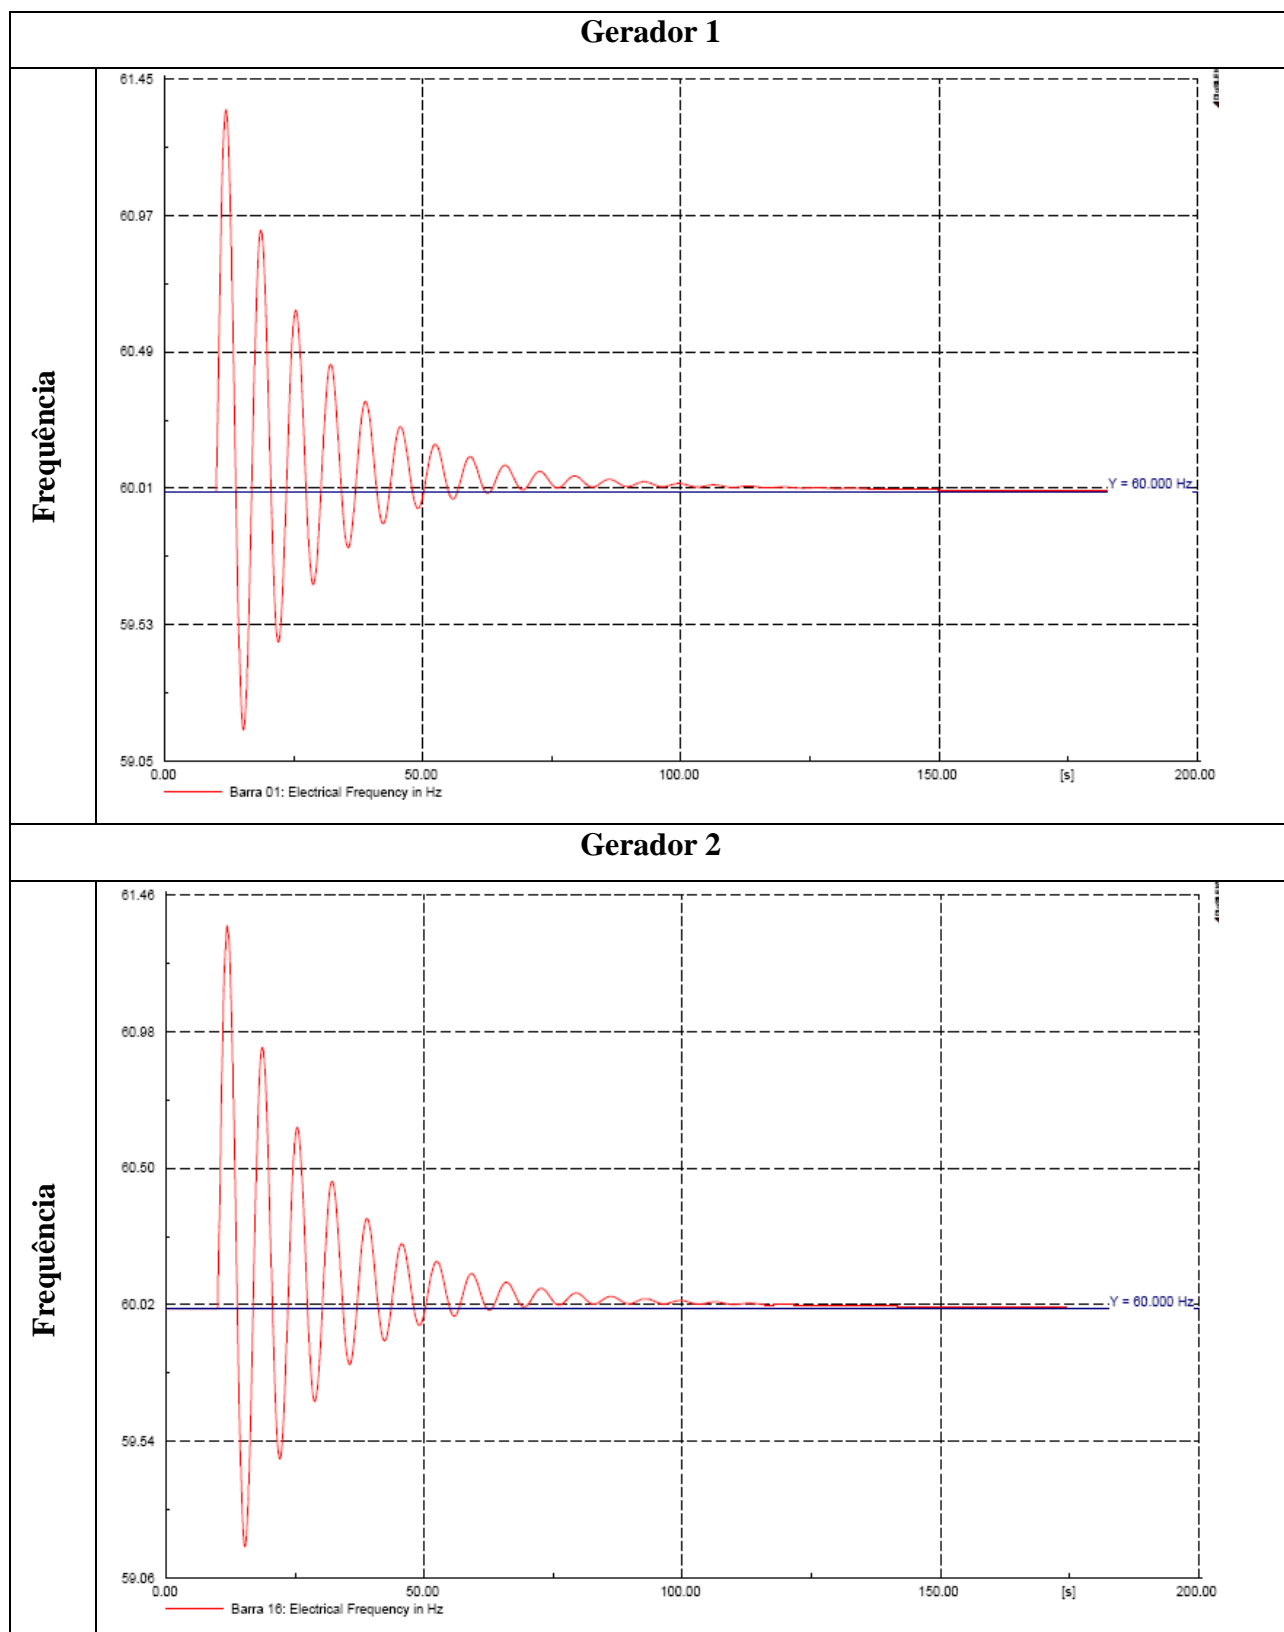 Gerador 1
Frequência
61.45
60.97
60.49
60.01
59.53
59.05
Y = 60.000 Hz
0.00 50.00 100.00 150.00 [s] 200.00
Barra 01: Electrical Frequency in Hz
Gerador 2
Frequência
61.46
60.98
60.50
60.02
59.54
59.06
Y = 60.000 Hz
0.00 50.00 100.00 150.00 [s] 200.00
Barra 16: Electrical Frequency in Hz